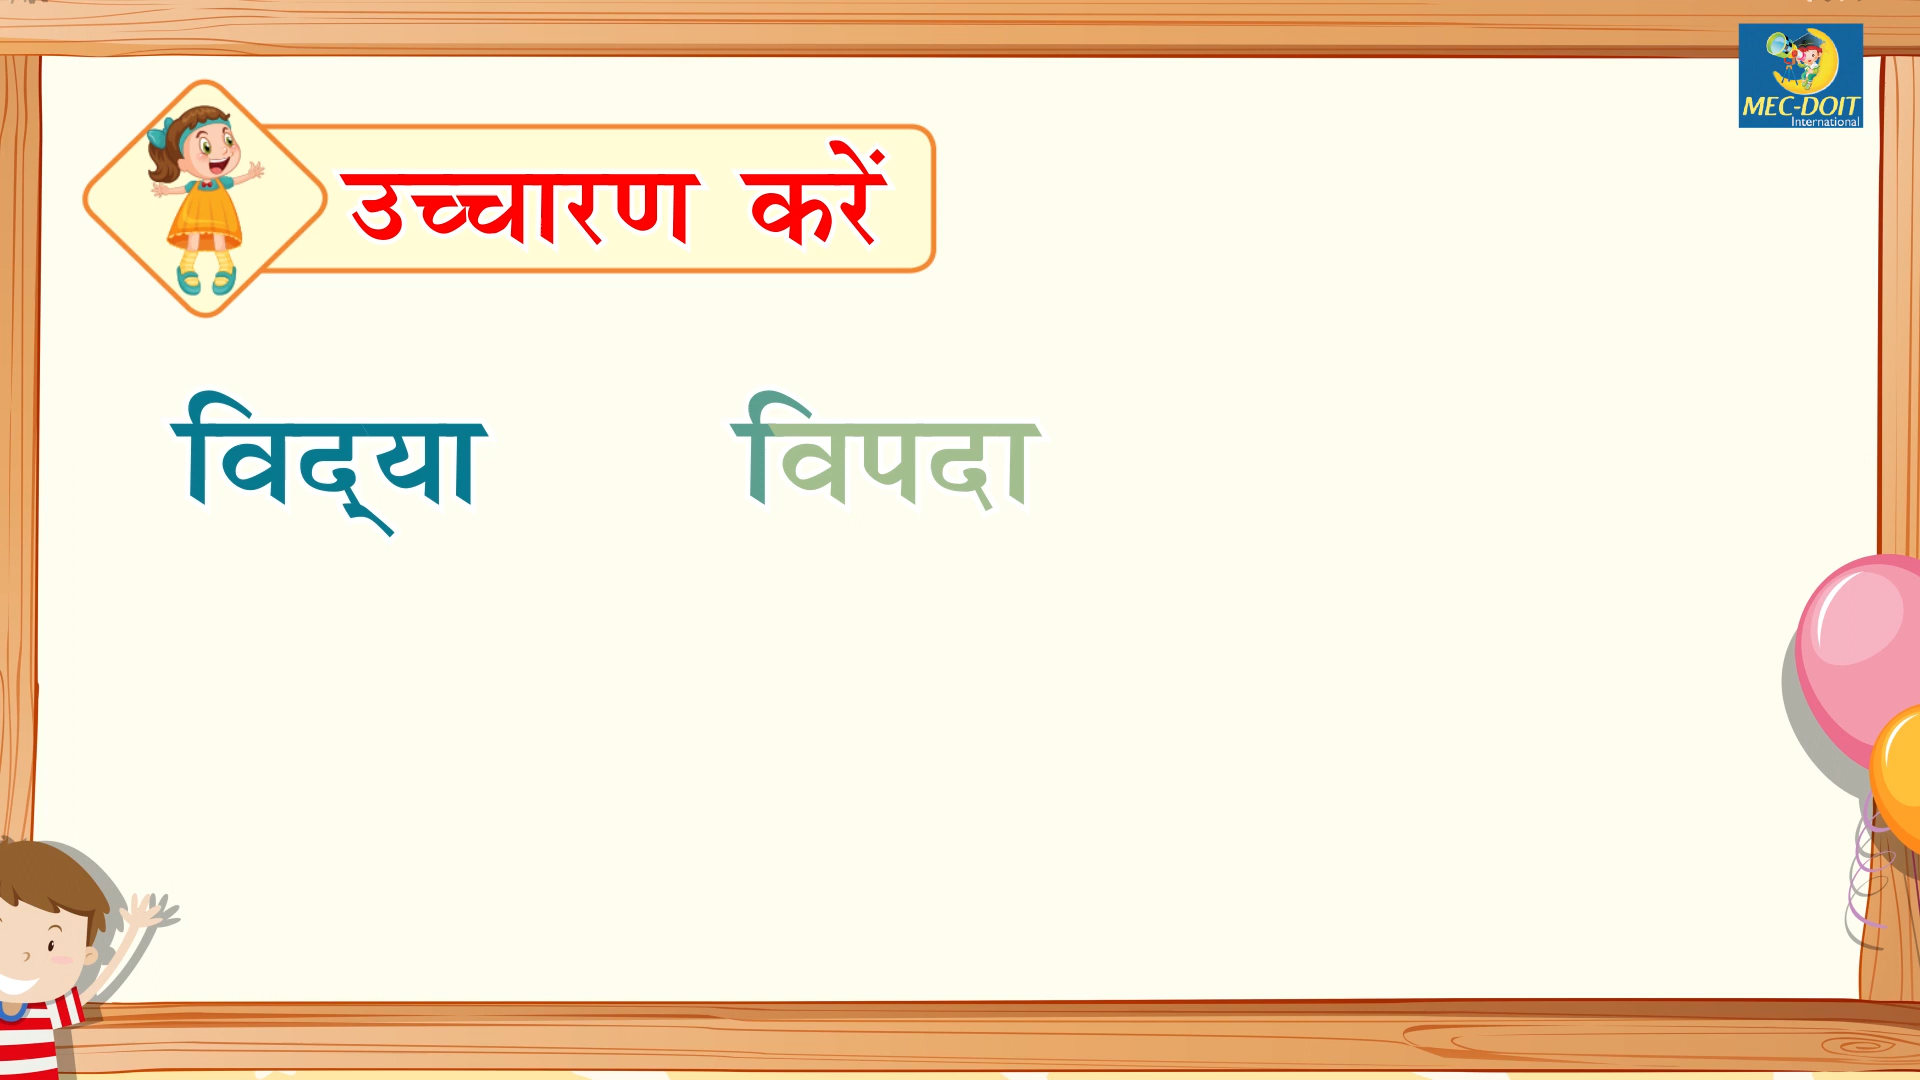 MEC-DOIT
International
उच्चारण करें
विद्‌या विपदा